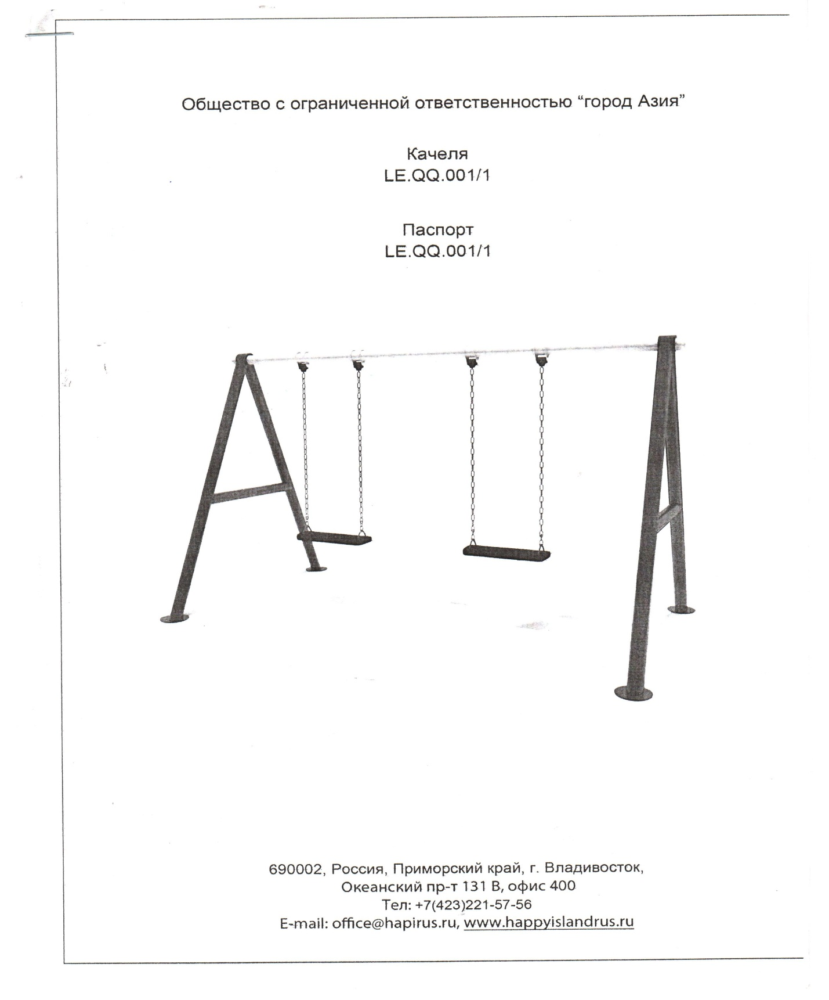 Общество с ограниченной ответственностью “город Азия”
Качеля
LE.QQ.001/1
Паспорт
LE.QQ.001/1
690002, Россия, Приморский край, г. Владивосток,
Океанский пр-т 131 В, офис 400
Тел: +7(423)221-57-56
E-mail: office@hapirus.ru, www.happyislandrus.ru